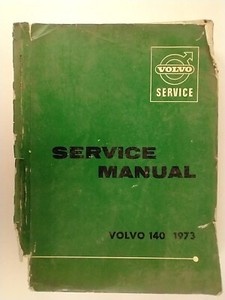 VOLVO
SERVICE
SERVICE
MANUAL
VOLVO 140 1973